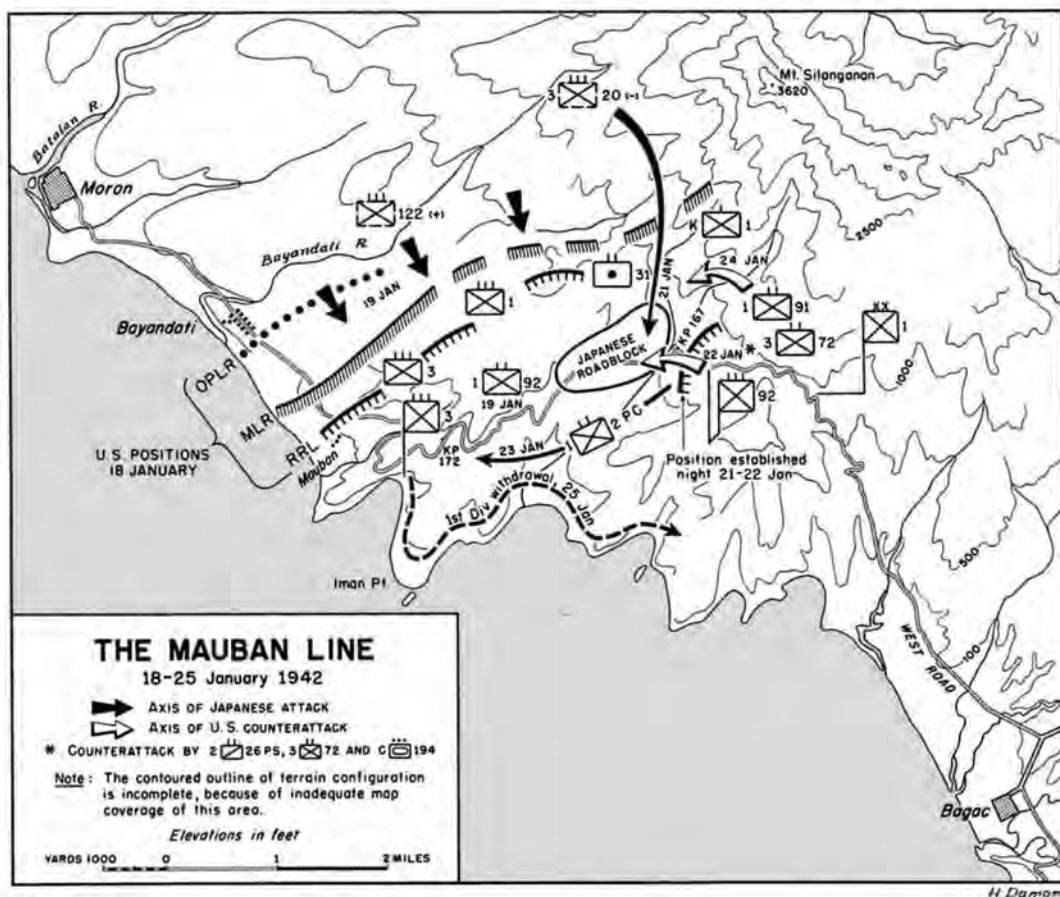 Mt. Silanganan
3620
3 20 (-)
Batalan R.
Moron
122 (+)
K 1
2500
Bayandati R.
24 JAN
31
21 JAN
19 JAN
1
1 91
XX
1
Bayandati
KP 167
JAPANESE
ROADBLOCK
3 72
22 JAN *
1000
OPLR
3
1 92
19 JAN
92
MLR
3
1 2 PC
23 JAN
U.S. POSITIONS
18 JANUARY
RRL
Mauban
KP
172
Position established
night 21-22 Jan
1st Div withdrawal, 25 Jan
500
Iman Pt
WEST ROAD
100
Bagac
THE MAUBAN LINE
18-25 January 1942
AXIS OF JAPANESE ATTACK
AXIS OF U.S. COUNTERATTACK
* COUNTERATTACK BY 2 26 PS, 3 72 AND C 194
Note: The contoured outline of terrain configuration
is incomplete, because of inadequate map
coverage of this area.
Elevations in feet
YARDS 1000 0 1 2 MILES
H. Damon